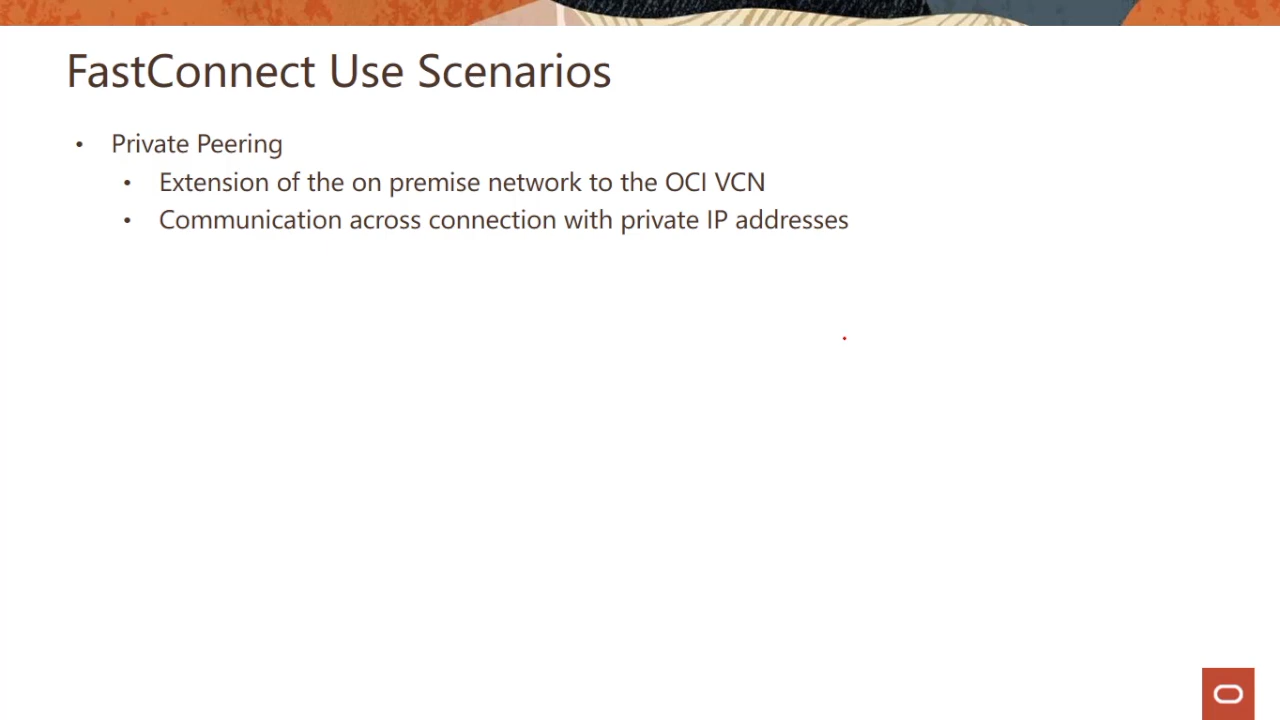 FastConnect Use Scenarios
• Private Peering
• Extension of the on premise network to the OCI VCN
• Communication across connection with private IP addresses